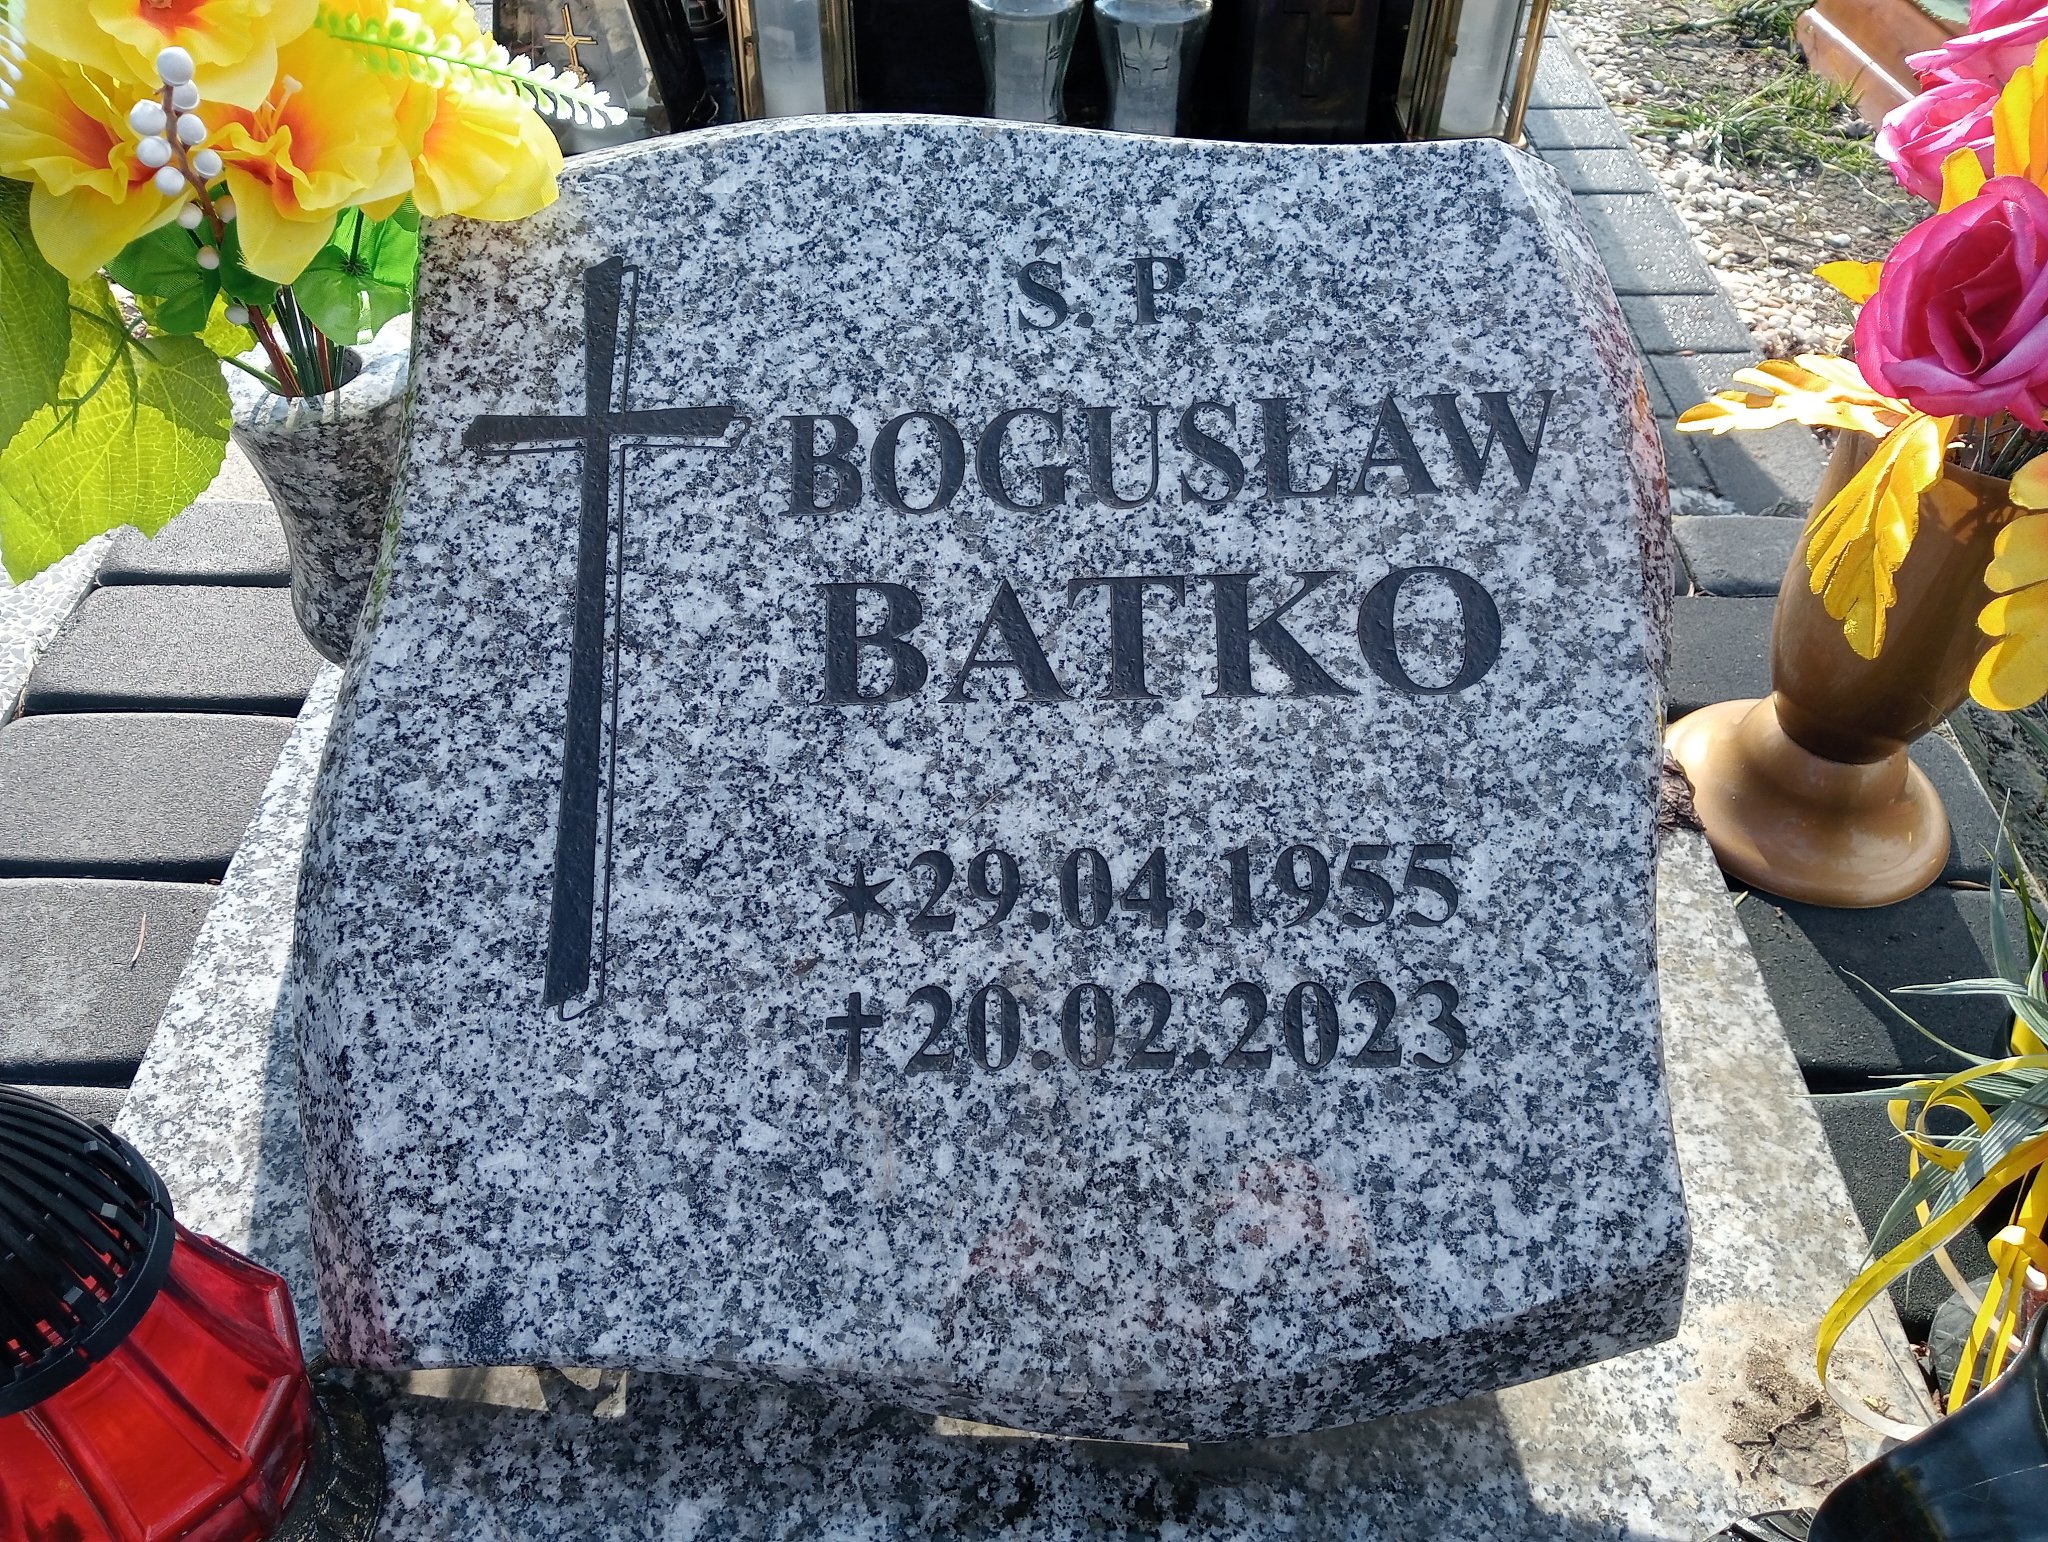 Ś. P.
BOGUSŁAW
BATKO
✶ 29.04.1955
✝ 20.02.2023